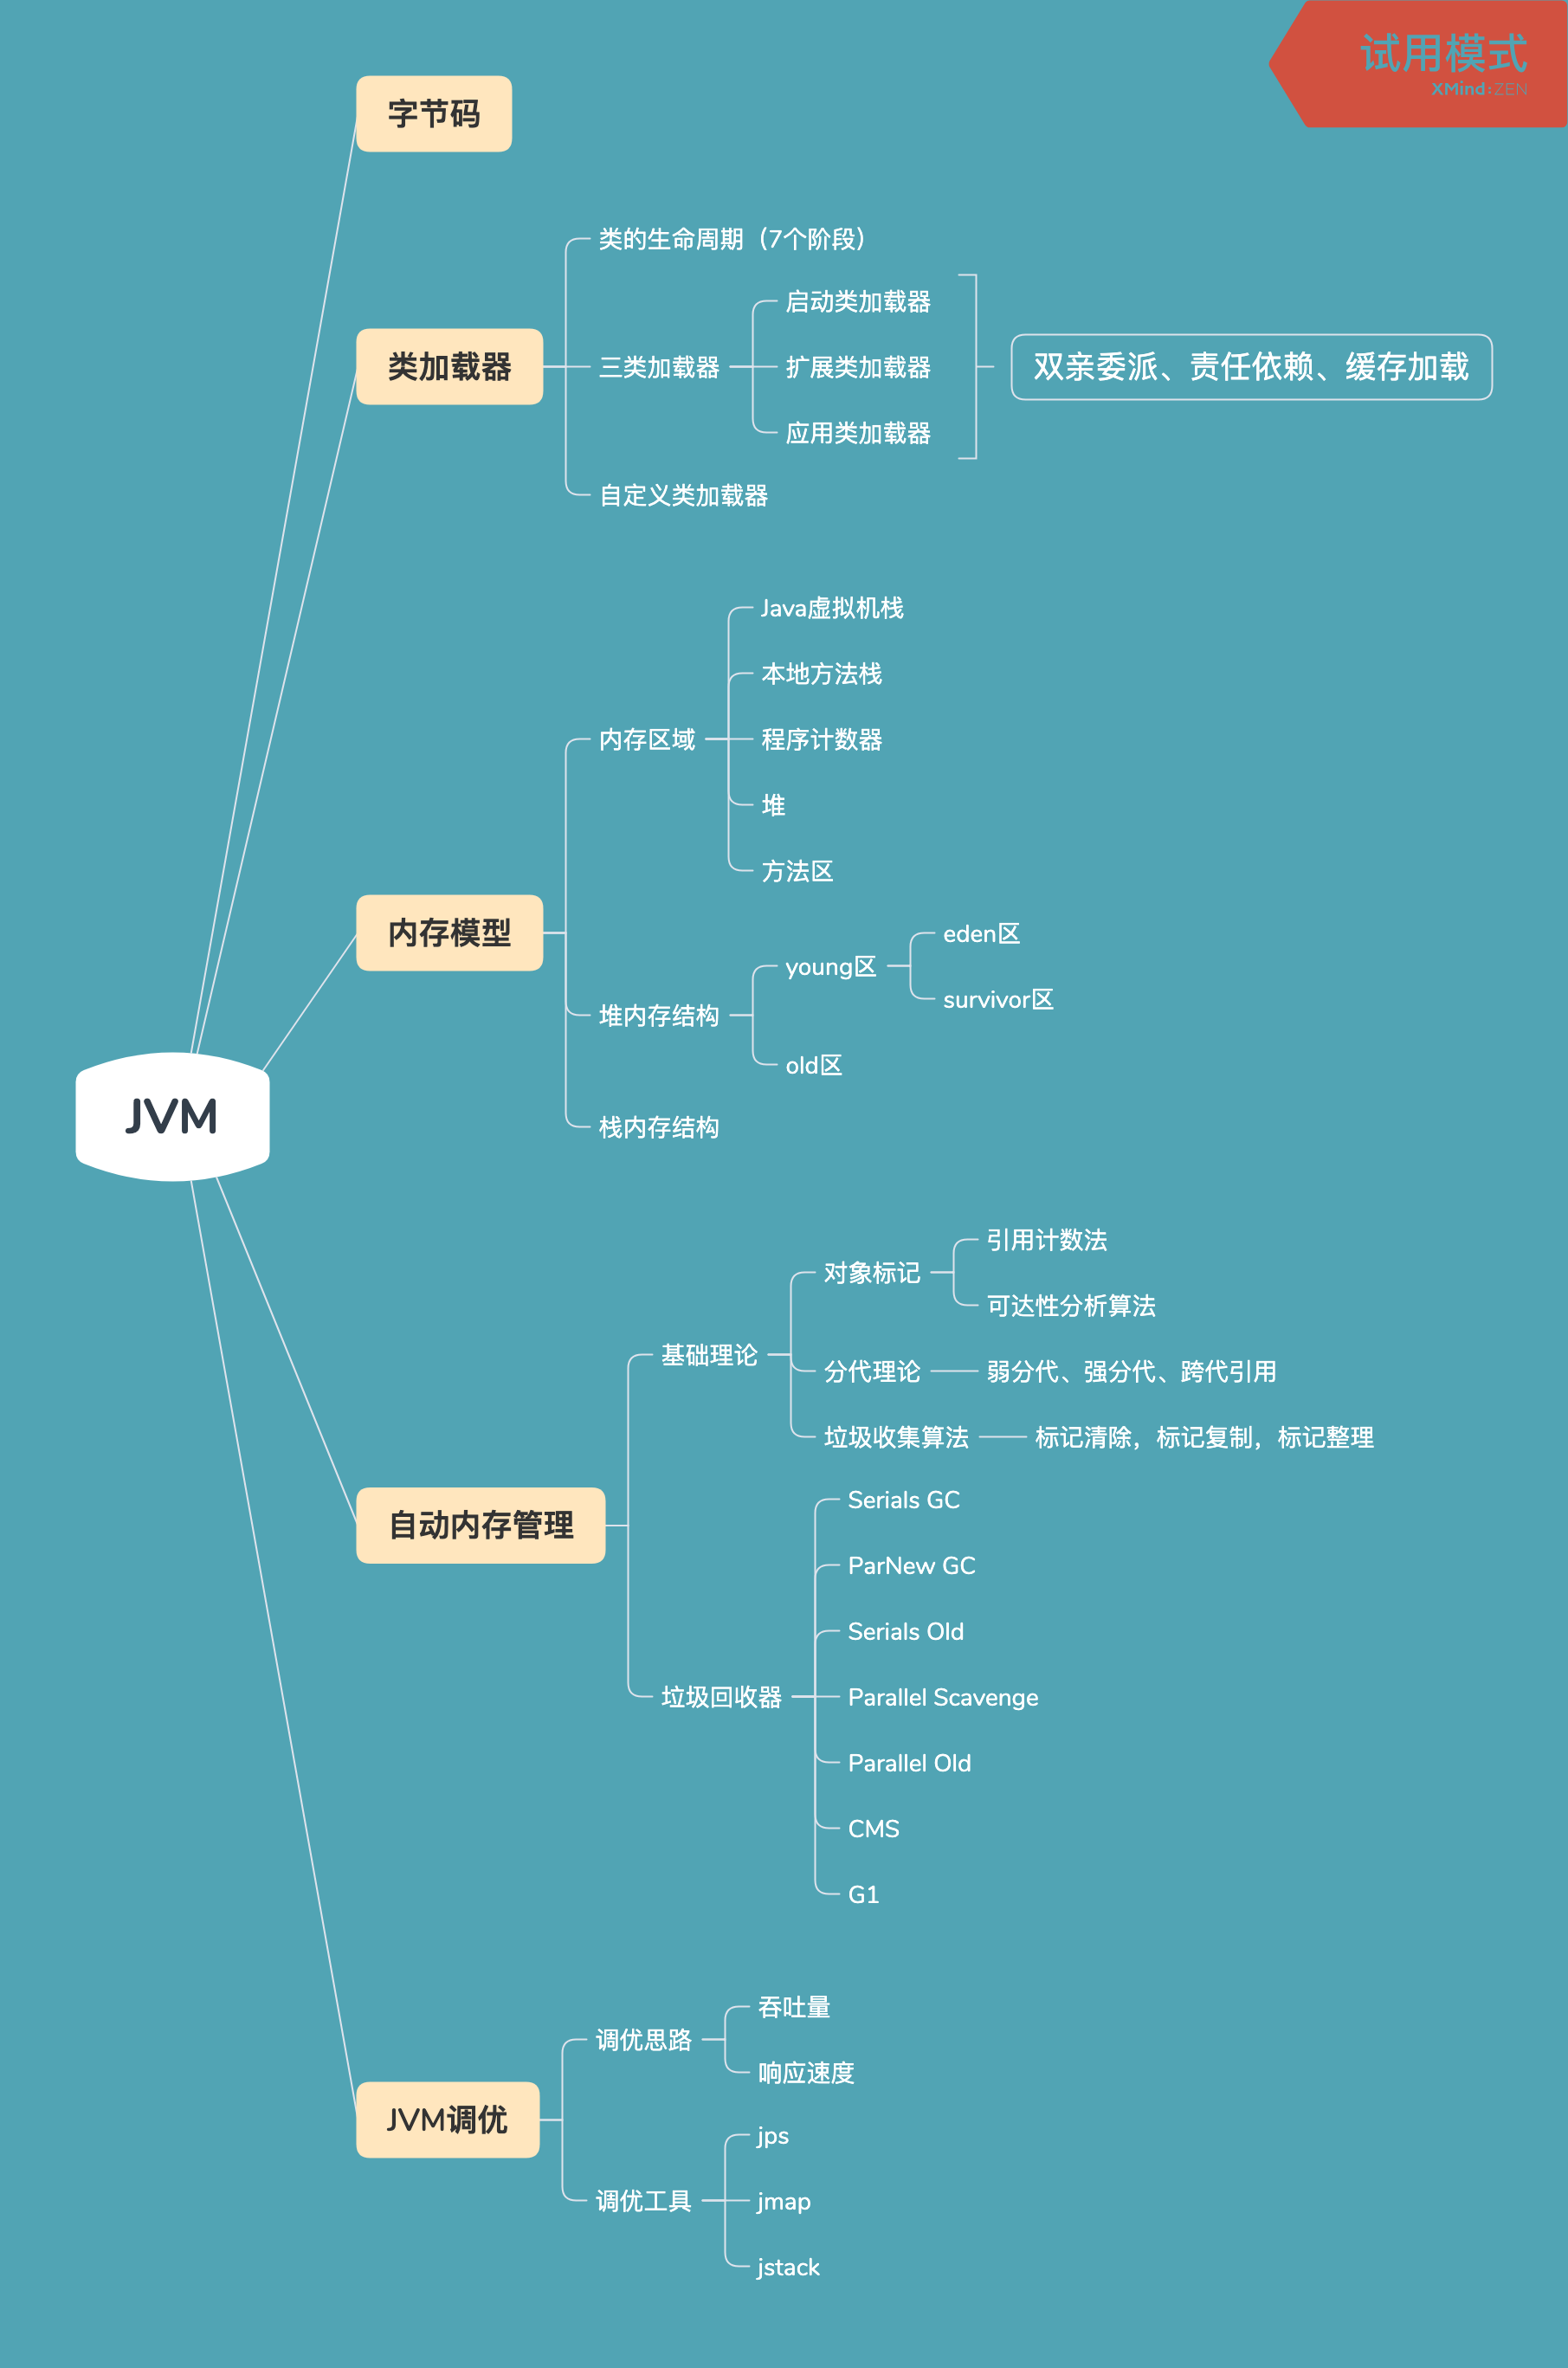 试用模式
XMind:ZEN
字节码
类加载器
类的生命周期（7个阶段）
三类加载器
启动类加载器
扩展类加载器
应用类加载器
双亲委派、责任依赖、缓存加载
自定义类加载器
内存模型
内存区域
Java虚拟机栈
本地方法栈
程序计数器
堆
方法区
堆内存结构
young区
eden区
survivor区
old区
栈内存结构
JVM
自动内存管理
基础理论
对象标记
引用计数法
可达性分析算法
分代理论
弱分代、强分代、跨代引用
垃圾收集算法
标记清除，标记复制，标记整理
垃圾回收器
Serials GC
ParNew GC
Serials Old
Parallel Scavenge
Parallel Old
CMS
G1
JVM调优
调优思路
吞吐量
响应速度
调优工具
jps
jmap
jstack